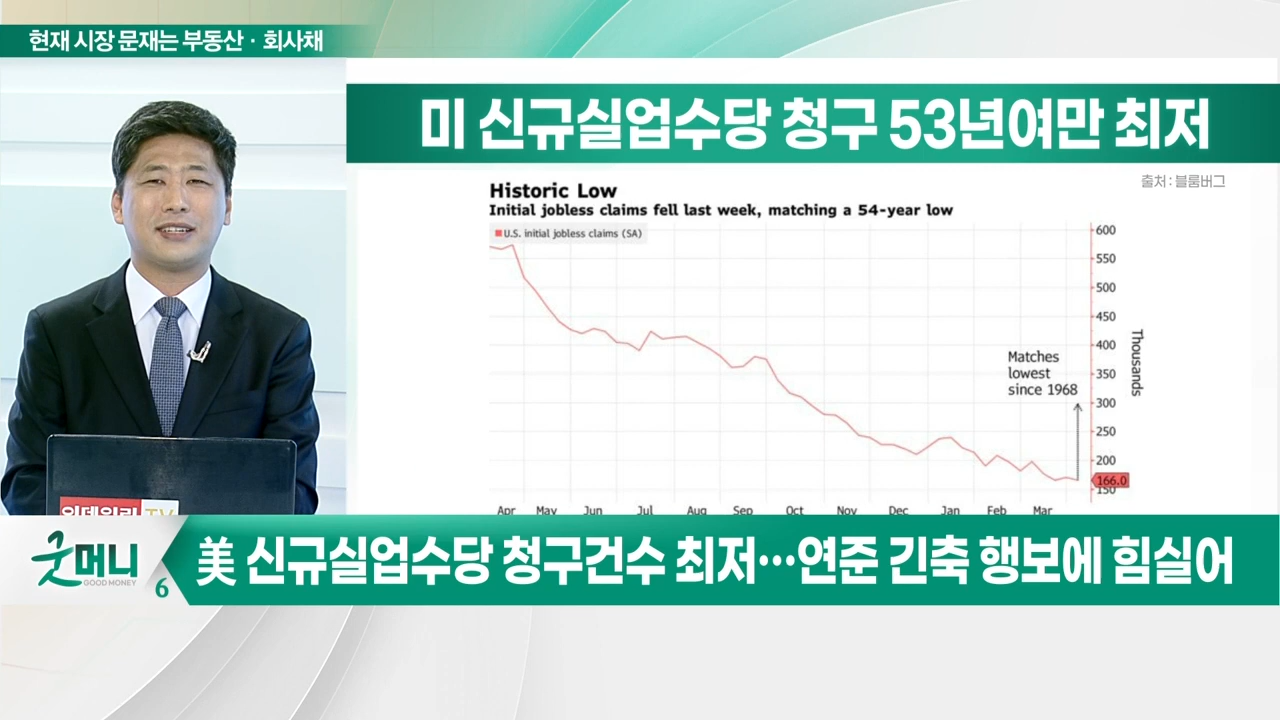 현재 시장 문재는 부동산 · 회사채
미 신규실업수당 청구 53년여만 최저
출처 : 블룸버그
Historic Low
Initial jobless claims fell last week, matching a 54-year low
U.S. initial jobless claims (SA)
600
550
500
450
400
350
300
250
200
166.0
150
Thousands
Matches
lowest
since 1968
Apr May Jun Jul Aug Sep Oct Nov Dec Jan Feb Mar
이데일리 TV
굿머니
GOOD MONEY
6
美 신규실업수당 청구건수 최저…연준 긴축 행보에 힘실어